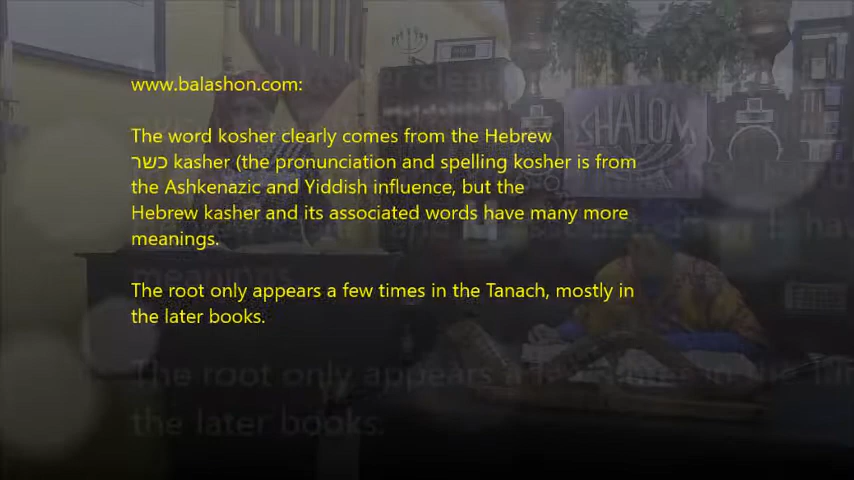 www.balashon.com:
The word kosher clearly comes from the Hebrew
כשר kasher (the pronunciation and spelling kosher is from
the Ashkenazic and Yiddish influence, but the
Hebrew kasher and its associated words have many more
meanings.
The root only appears a few times in the Tanach, mostly in
the later books.
SHALOM